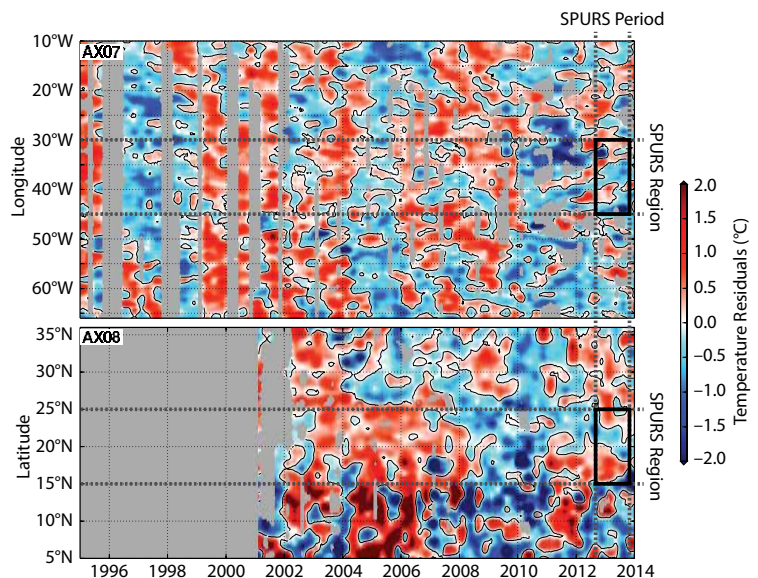 SPURS Period
AX07
10°W
20°W
30°W
40°W
50°W
60°W
Longitude
SPURS Region
AX08
35°N
30°N
25°N
20°N
15°N
10°N
5°N
Latitude
SPURS Region
1996 1998 2000 2002 2004 2006 2008 2010 2012 2014
2.0
1.5
1.0
0.5
0.0
−0.5
−1.0
−1.5
−2.0
Temperature Residuals (°C)